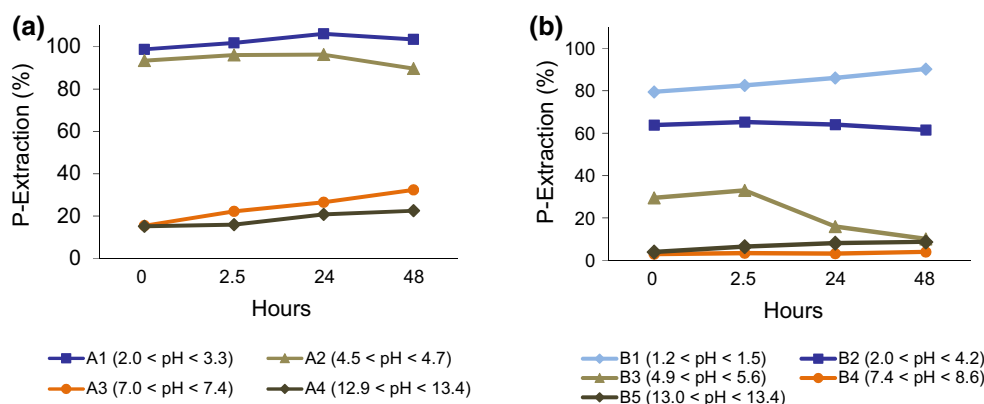 (a)
P-Extraction (%)
100
80
60
40
20
0
0 2.5 24 48
Hours
A1 (2.0 < pH < 3.3) A2 (4.5 < pH < 4.7)
A3 (7.0 < pH < 7.4) A4 (12.9 < pH < 13.4)
(b)
P-Extraction (%)
100
80
60
40
20
0
0 2.5 24 48
Hours
B1 (1.2 < pH < 1.5) B2 (2.0 < pH < 4.2)
B3 (4.9 < pH < 5.6) B4 (7.4 < pH < 8.6)
B5 (13.0 < pH < 13.4)